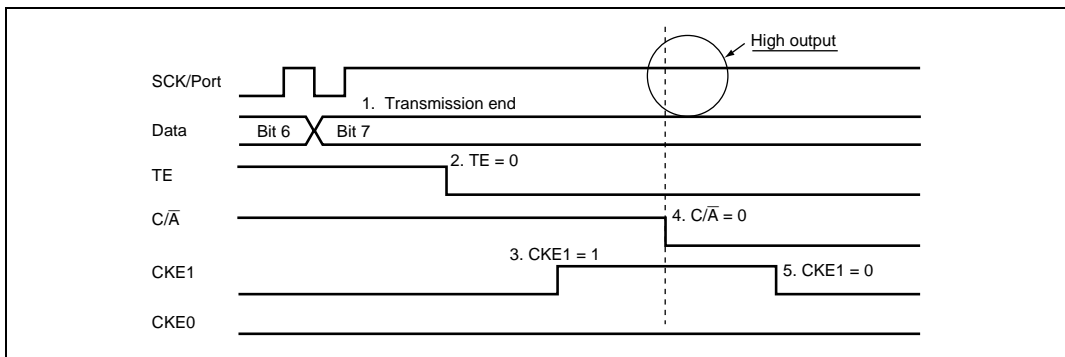 High output
SCK/Port
1. Transmission end
Data
Bit 6
Bit 7
2. TE = 0
TE
C/A̅
4. C/A̅ = 0
3. CKE1 = 1
CKE1
5. CKE1 = 0
CKE0